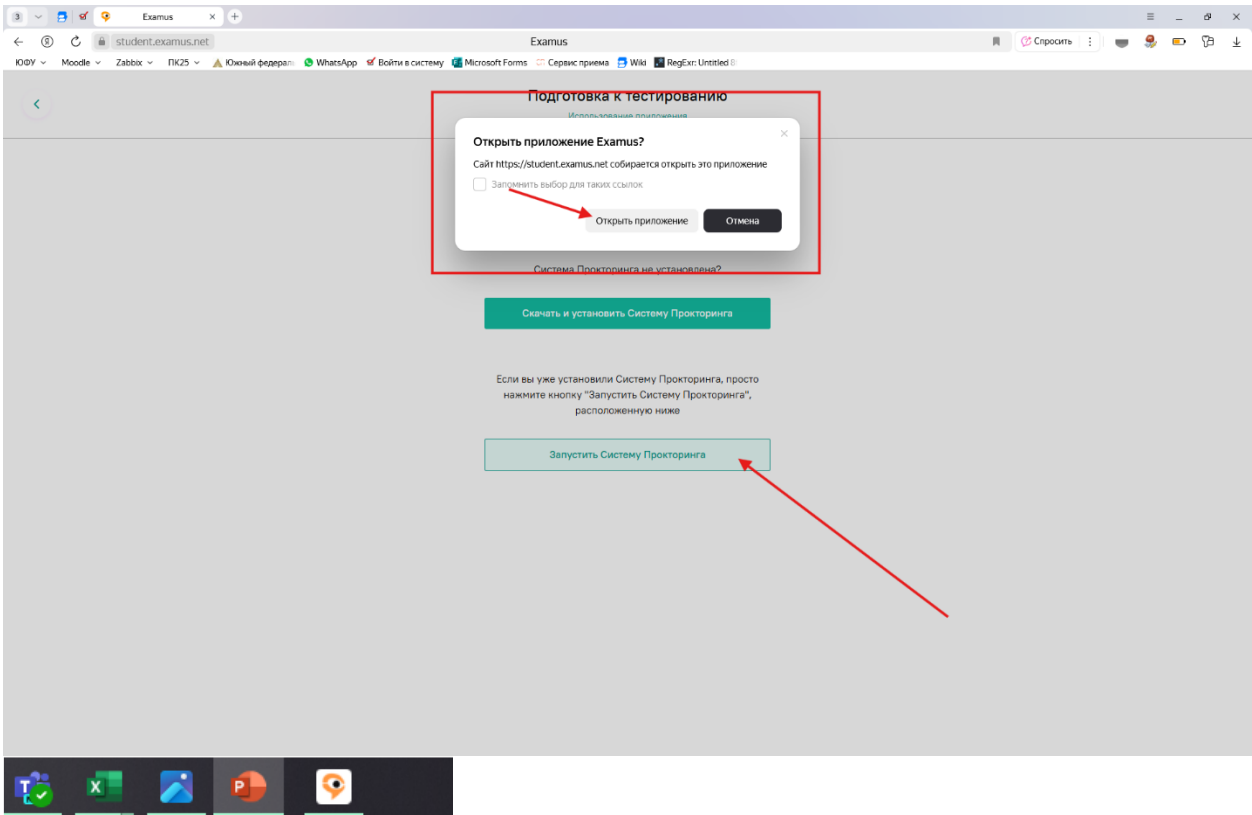 3
Examus
student.examus.net
Examus
Спросить
ЮФУ
Moodle
Zabbix
ПК25
Южный федерал
WhatsApp
Войти в систему
Microsoft Forms
Сервис приема
Wiki
RegExr: Untitled
Подготовка к тестированию
Использование приложения
Открыть приложение Examus?
Сайт https://student.examus.net собирается открыть это приложение
Запомнить выбор для таких ссылок
Открыть приложение
Отмена
Система Прокторинга не установлена?
Скачать и установить Систему Прокторинга
Если вы уже установили Систему Прокторинга, просто
нажмите кнопку "Запустить Систему Прокторинга",
расположенную ниже
Запустить Систему Прокторинга